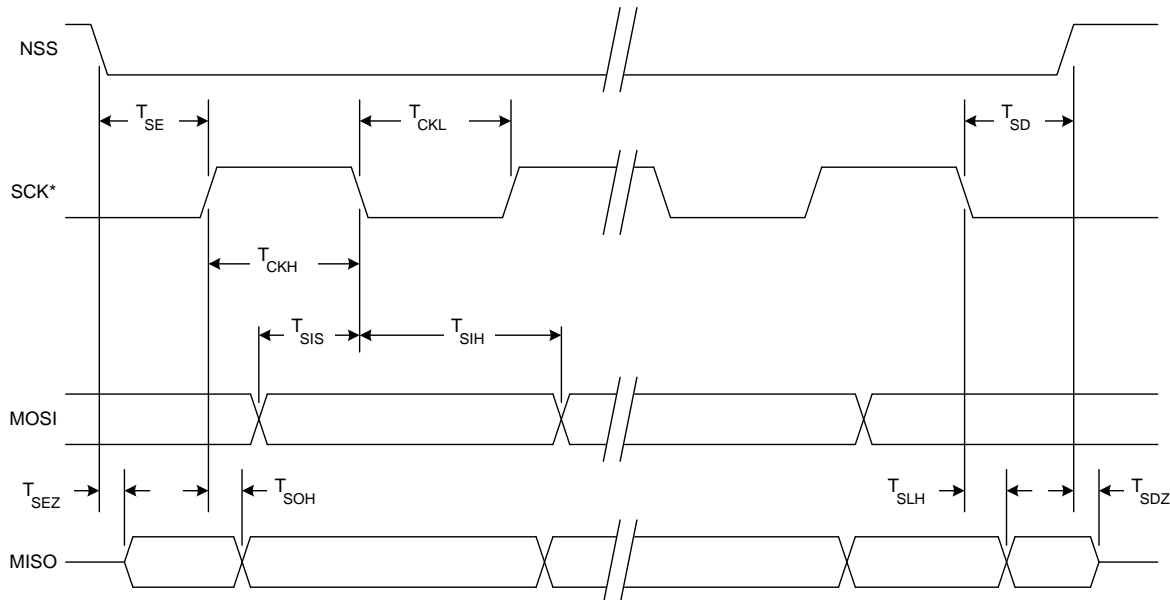 NSS
T_SE
T_CKL
T_SD
SCK*
T_CKH
T_SIS
T_SIH
MOSI
T_SEZ
T_SOH
T_SLH
T_SDZ
MISO